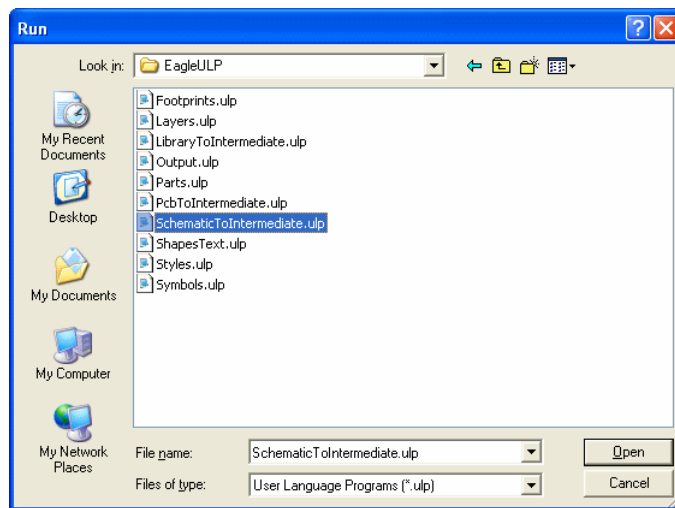 Run
Look in:
EagleULP
My Recent
Documents
Desktop
My Documents
My Computer
My Network
Places
Footprints.ulp
Layers.ulp
LibraryToIntermediate.ulp
Output.ulp
Parts.ulp
PcbToIntermediate.ulp
SchematicToIntermediate.ulp
ShapesText.ulp
Styles.ulp
Symbols.ulp
File name:
SchematicToIntermediate.ulp
Open
Files of type:
User Language Programs (*.ulp)
Cancel